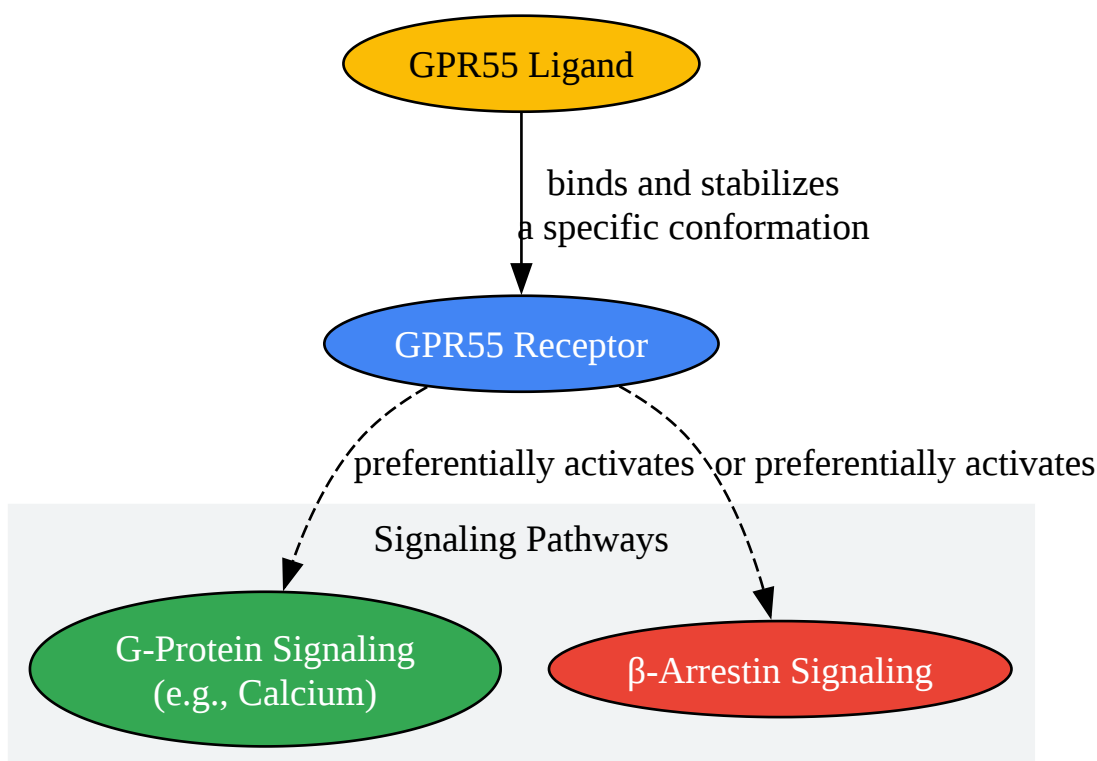 GPR55 Ligand
binds and stabilizes
a specific conformation
GPR55 Receptor
preferentially activates
or preferentially activates
Signaling Pathways
G-Protein Signaling
(e.g., Calcium)
β-Arrestin Signaling